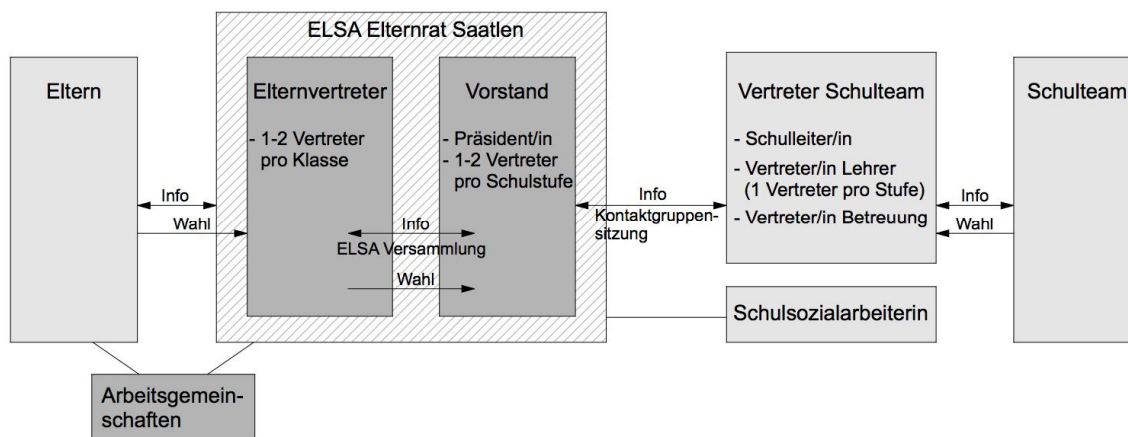 ELSA Elternrat Saatlen
Eltern
Info
Wahl
Elternvertreter
- 1-2 Vertreter
pro Klasse
Vorstand
- Präsident/in
- 1-2 Vertreter
pro Schulstufe
Info
ELSA Versammlung
Wahl
Info
Kontaktgruppen-
sitzung
Vertreter Schulteam
- Schulleiter/in
- Vertreter/in Lehrer
(1 Vertreter pro Stufe)
- Vertreter/in Betreuung
Info
Wahl
Schulteam
Schulsozialarbeiterin
Arbeitsgemein-
schaften